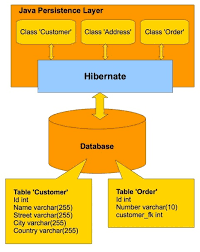 Java Persistence Layer
Class 'Customer'
Class 'Address'
Class 'Order'
Hibernate
Database
Table 'Customer'
Id int
Name varchar(255)
Street varchar(255)
City varchar(255)
Country varchar(255)
Table 'Order'
Id int
Number varchar(10)
customer_fk int